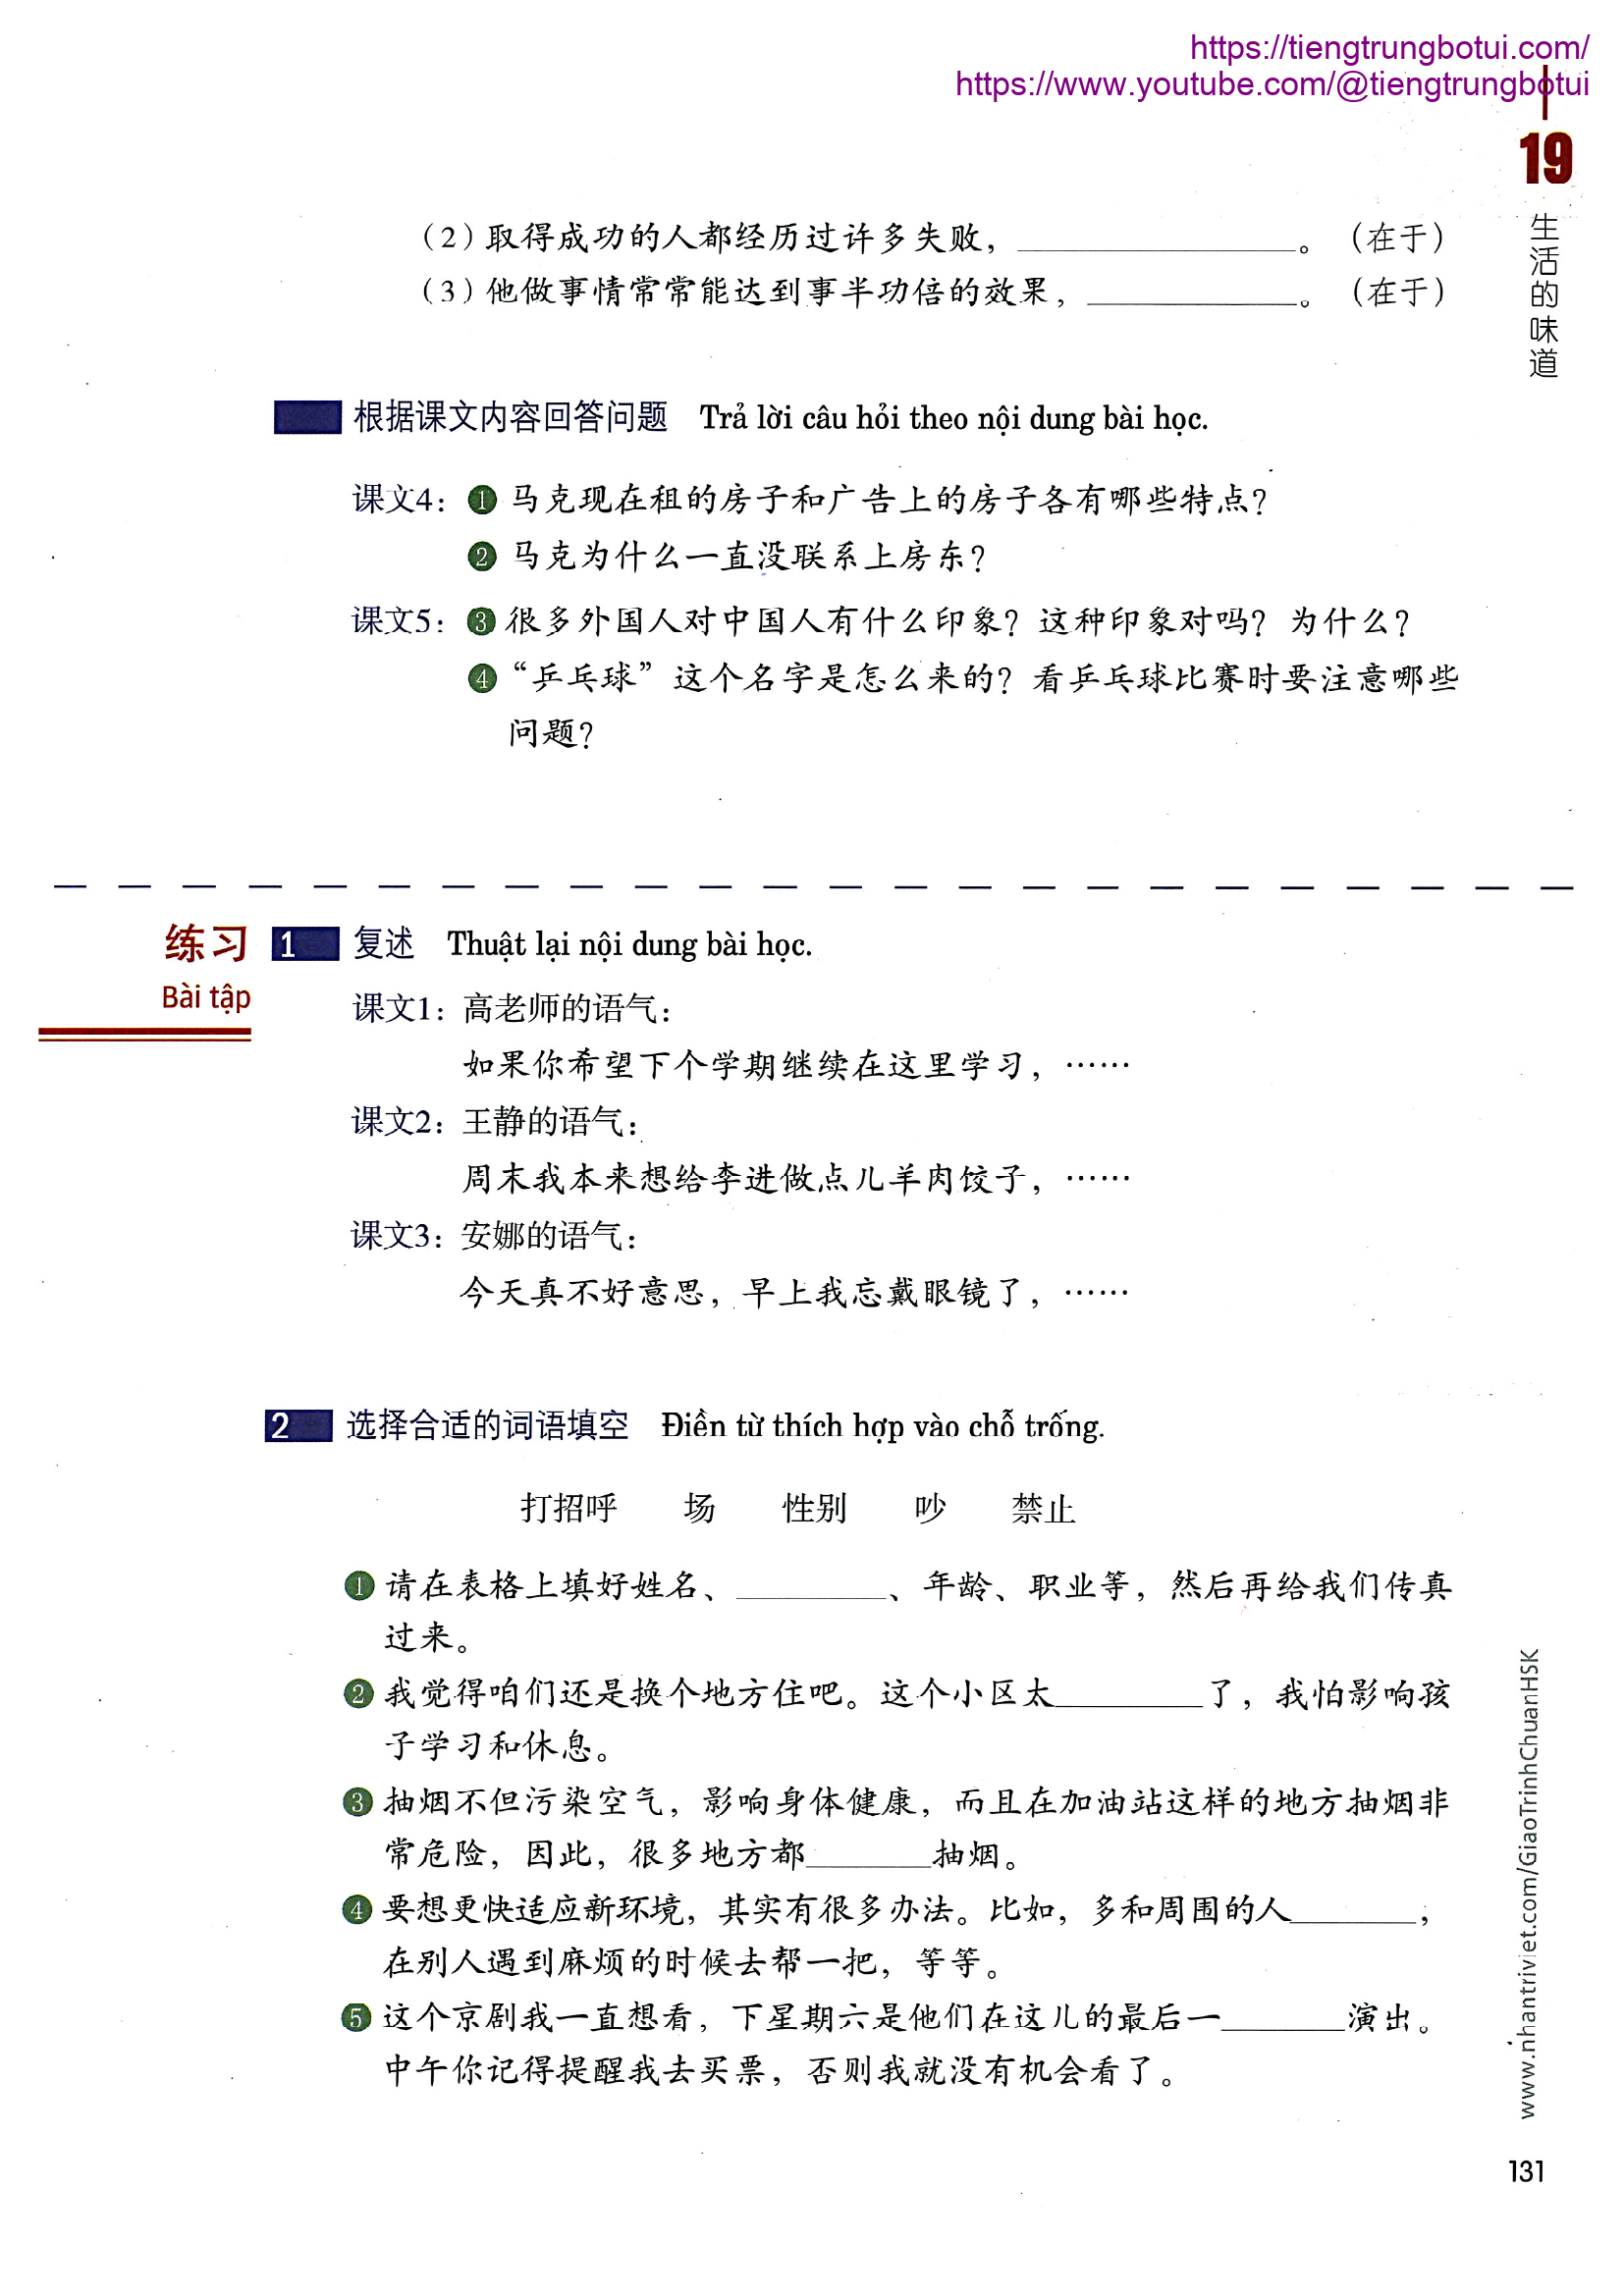 https://tiengtrungbotui.com/
https://www.youtube.com/@tiengtrungbotui
19
生活的味道
（2）取得成功的人都经历过许多失败，________________。（在于）
（3）他做事情常常能达到事半功倍的效果，____________。（在于）
根据课文内容回答问题 Trả lời câu hỏi theo nội dung bài học.
课文4：❶ 马克现在租的房子和广告上的房子各有哪些特点？
❷ 马克为什么一直没联系上房东？
课文5：❸ 很多外国人对中国人有什么印象？这种印象对吗？为什么？
❹ “乒乓球”这个名字是怎么来的？看乒乓球比赛时要注意哪些
问题？
练习 1 复述 Thuật lại nội dung bài học.
Bài tập
课文1：高老师的语气：
如果你希望下个学期继续在这里学习，……
课文2：王静的语气：
周末我本来想给李进做点儿羊肉饺子，……
课文3：安娜的语气：
今天真不好意思，早上我忘戴眼镜了，……
2 选择合适的词语填空 Điền từ thích hợp vào chỗ trống.
打招呼 场 性别 吵 禁止
❶ 请在表格上填好姓名、________、年龄、职业等，然后再给我们传真
过来。
❷ 我觉得咱们还是换个地方住吧。这个小区太________了，我怕影响孩
子学习和休息。
❸ 抽烟不但污染空气，影响身体健康，而且在加油站这样的地方抽烟非
常危险，因此，很多地方都_______抽烟。
❹ 要想更快适应新环境，其实有很多办法。比如，多和周围的人_______，
在别人遇到麻烦的时候去帮一把，等等。
❺ 这个京剧我一直想看，下星期六是他们在这儿的最后一_______演出。
中午你记得提醒我去买票，否则我就没有机会看了。
www.nhantriviet.com/GiaoTrinhChuanHSK
131